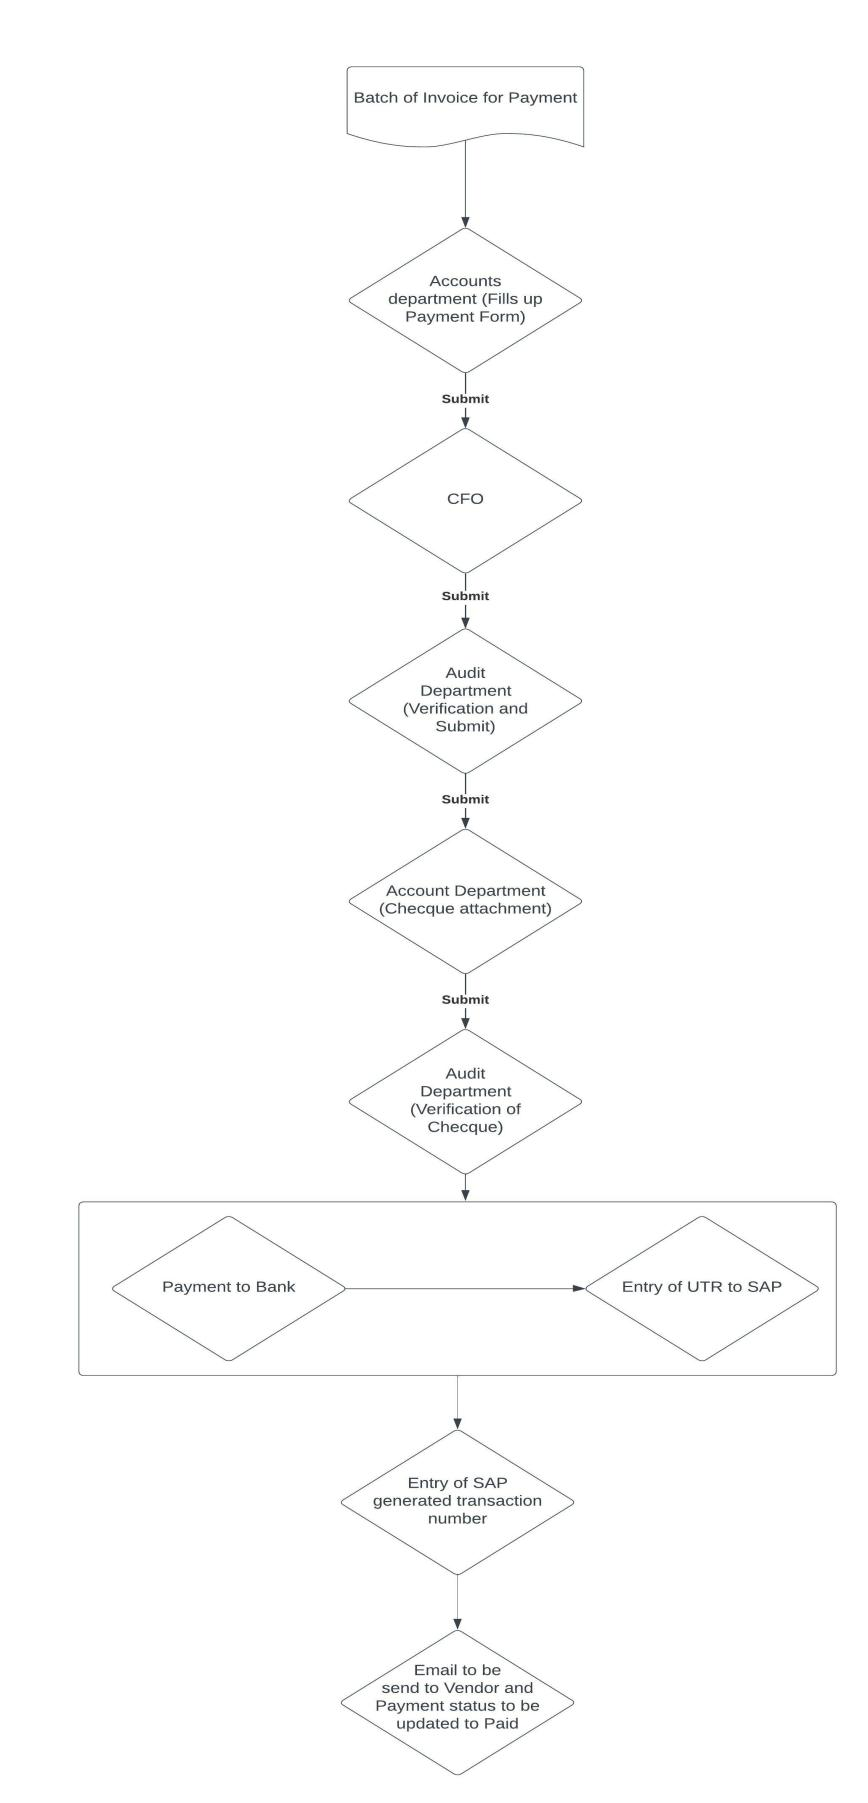 Batch of Invoice for Payment
Accounts
department (Fills up
Payment Form)
Submit
CFO
Submit
Audit
Department
(Verification and
Submit)
Submit
Account Department
(Checque attachment)
Submit
Audit
Department
(Verification of
Checque)
Payment to Bank
Entry of UTR to SAP
Entry of SAP
generated transaction
number
Email to be
send to Vendor and
Payment status to be
updated to Paid